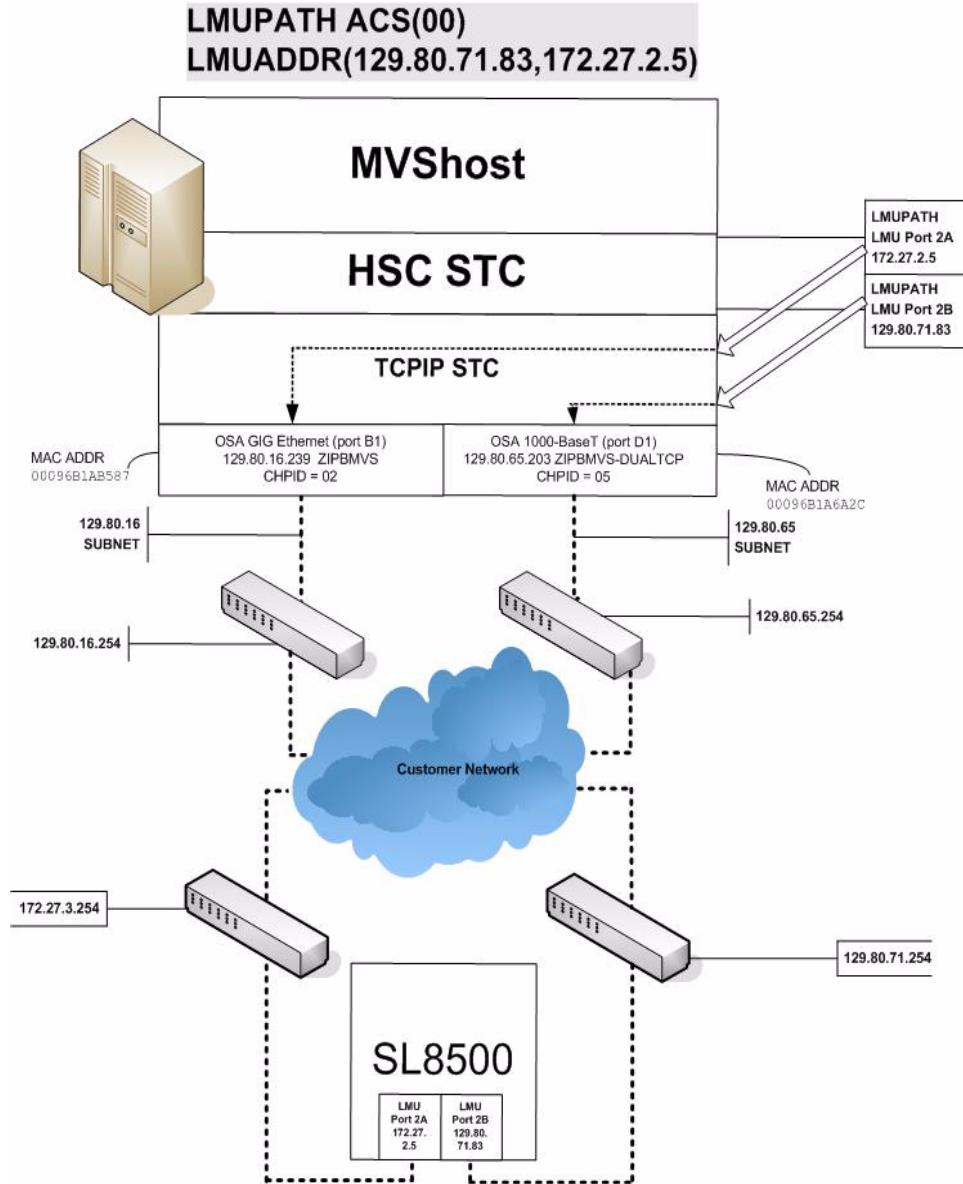 LMUPATH ACS(00)
LMUADDR(129.80.71.83,172.27.2.5)
MVShost
HSC STC
LMUPATH
LMU Port 2A
172.27.2.5
LMUPATH
LMU Port 2B
129.80.71.83
TCPIP STC
OSA GIG Ethernet (port B1)
129.80.16.239 ZIPBMVS
CHPID = 02
OSA 1000-BaseT (port D1)
129.80.65.203 ZIPBMVS-DUALTCP
CHPID = 05
MAC ADDR
00096B1AB587
MAC ADDR
00096B1A6A2C
129.80.16
SUBNET
129.80.65
SUBNET
129.80.16.254
129.80.65.254
Customer Network
172.27.3.254
129.80.71.254
SL8500
LMU
Port 2A
172.27.
2.5
LMU
Port 2B
129.80.
71.83